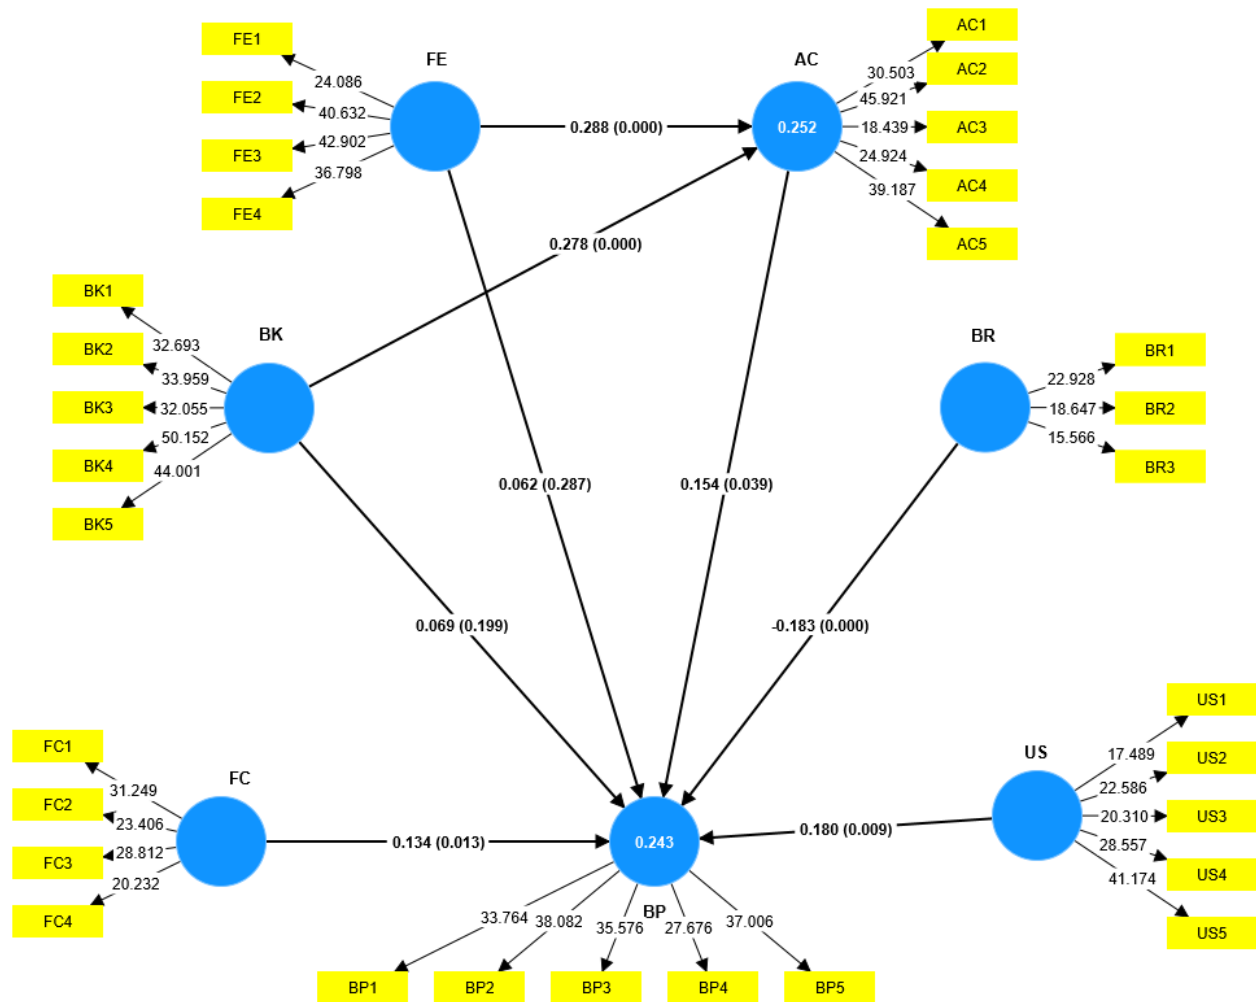 AC1
FE1
FE
AC
24.086
30.503
AC2
FE2
40.632
45.921
0.288 (0.000)
0.252
18.439
AC3
FE3
42.902
24.924
36.798
39.187
AC4
FE4
AC5
0.278 (0.000)
BK1
BK
BR
32.693
BK2
33.959
BR1
22.928
BK3
32.055
18.647
BR2
50.152
15.566
BK4
44.001
BR3
BK5
0.062 (0.287)
0.154 (0.039)
0.069 (0.199)
-0.183 (0.000)
US1
FC1
FC
US
17.489
US2
31.249
22.586
FC2
23.406
20.310
US3
0.134 (0.013)
0.243
0.180 (0.009)
28.812
FC3
28.557
US4
20.232
41.174
FC4
BP
33.764
38.082
35.576
27.676
37.006
US5
BP1
BP2
BP3
BP4
BP5